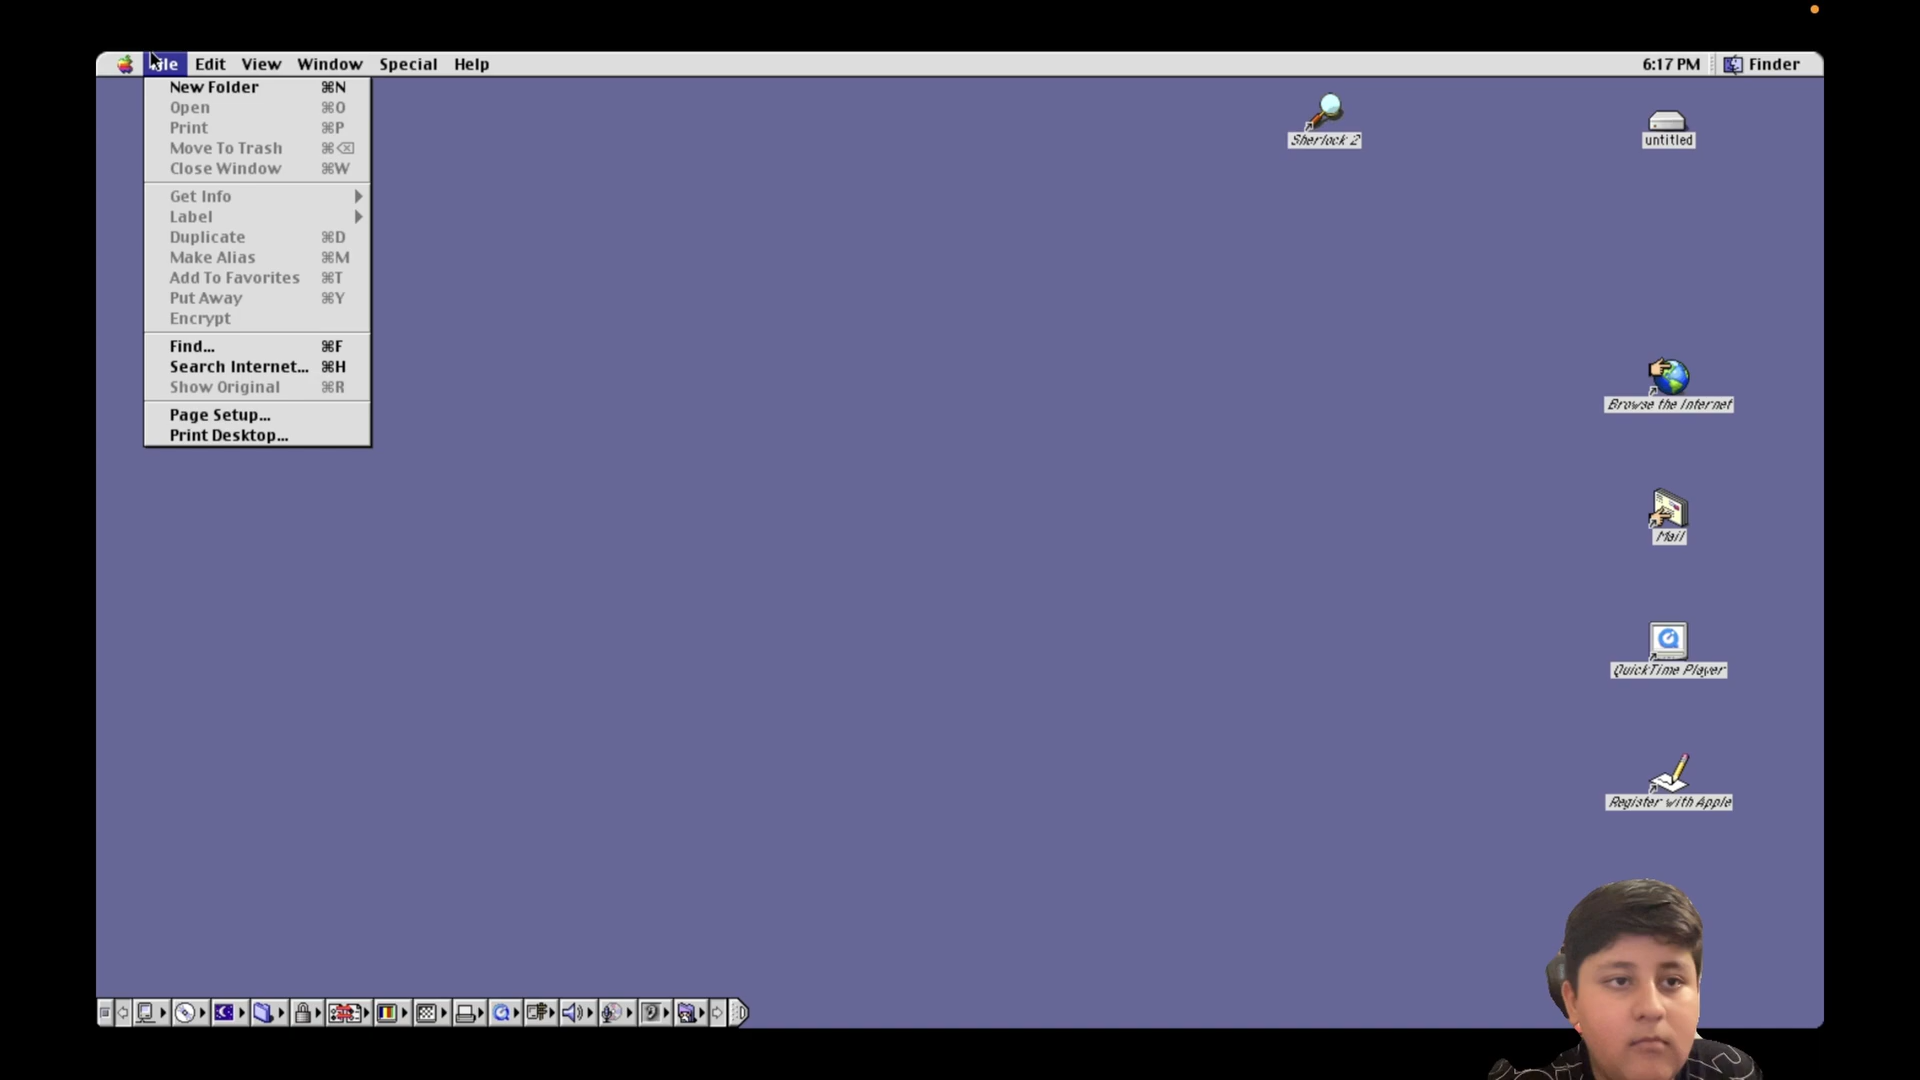 File Edit View Window Special Help 6:17 PM Finder
New Folder ⌘N
Open ⌘O
Print ⌘P
Move To Trash ⌘⌫
Close Window ⌘W
Get Info
Label
Duplicate ⌘D
Make Alias ⌘M
Add To Favorites ⌘T
Put Away ⌘Y
Encrypt
Find... ⌘F
Search Internet... ⌘H
Show Original ⌘R
Page Setup...
Print Desktop...
Sherlock 2
untitled
Browse the Internet
Mail
QuickTime Player
Register with Apple